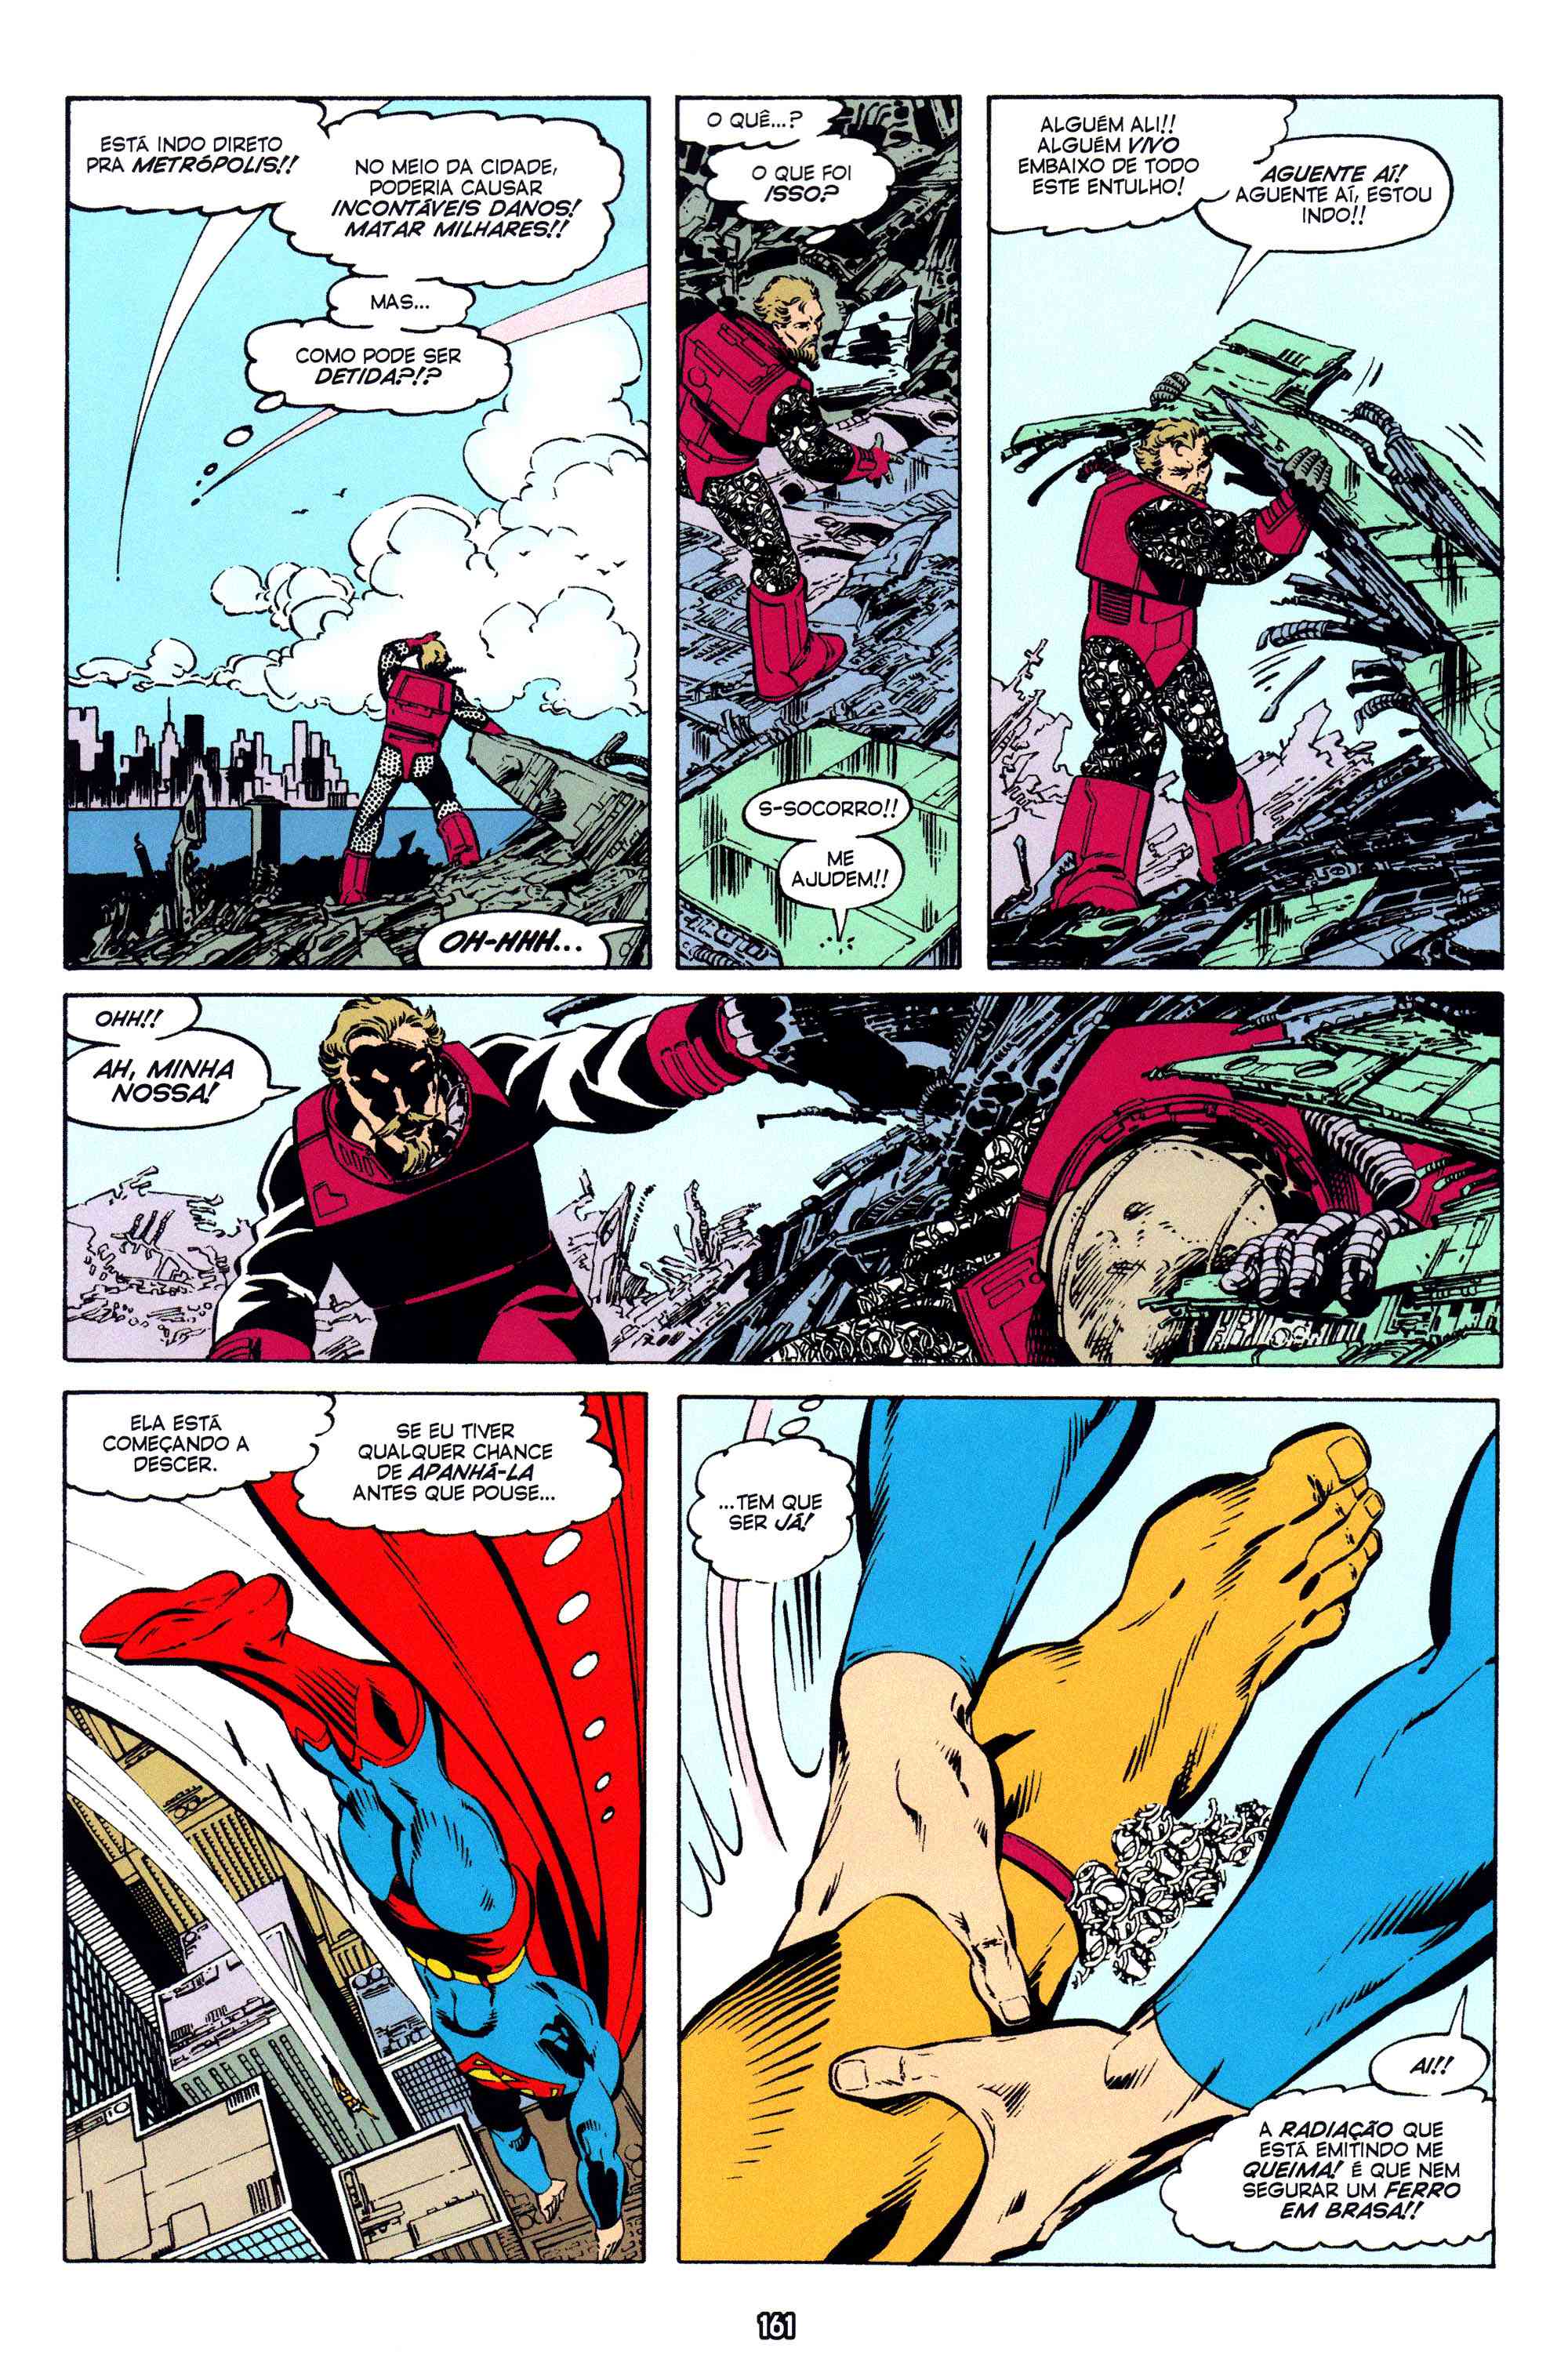 ESTÁ INDO DIRETO
PRA METRÓPOLIS!!
NO MEIO DA CIDADE,
PODERIA CAUSAR
INCONTÁVEIS DANOS!
MATAR MILHARES!!
MAS...
COMO PODE SER
DETIDA?!?
OH-HHH...
O QUÊ...?
O QUE FOI
ISSO?
S-SOCORRO!!
ME
AJUDEM!!
ALGUÉM ALI!!
ALGUÉM VIVO
EMBAIXO DE TODO
ESTE ENTULHO!
AGUENTE AÍ!
AGUENTE AÍ, ESTOU
INDO!!
OHH!!
AH, MINHA
NOSSA!
ELA ESTÁ
COMEÇANDO A
DESCER.
SE EU TIVER
QUALQUER CHANCE
DE APANHÁ-LA
ANTES QUE POUSE...
...TEM QUE
SER JÁ!
AI!!
A RADIAÇÃO QUE
ESTÁ EMITINDO ME
QUEIMA! É QUE NEM
SEGURAR UM FERRO
EM BRASA!!
161